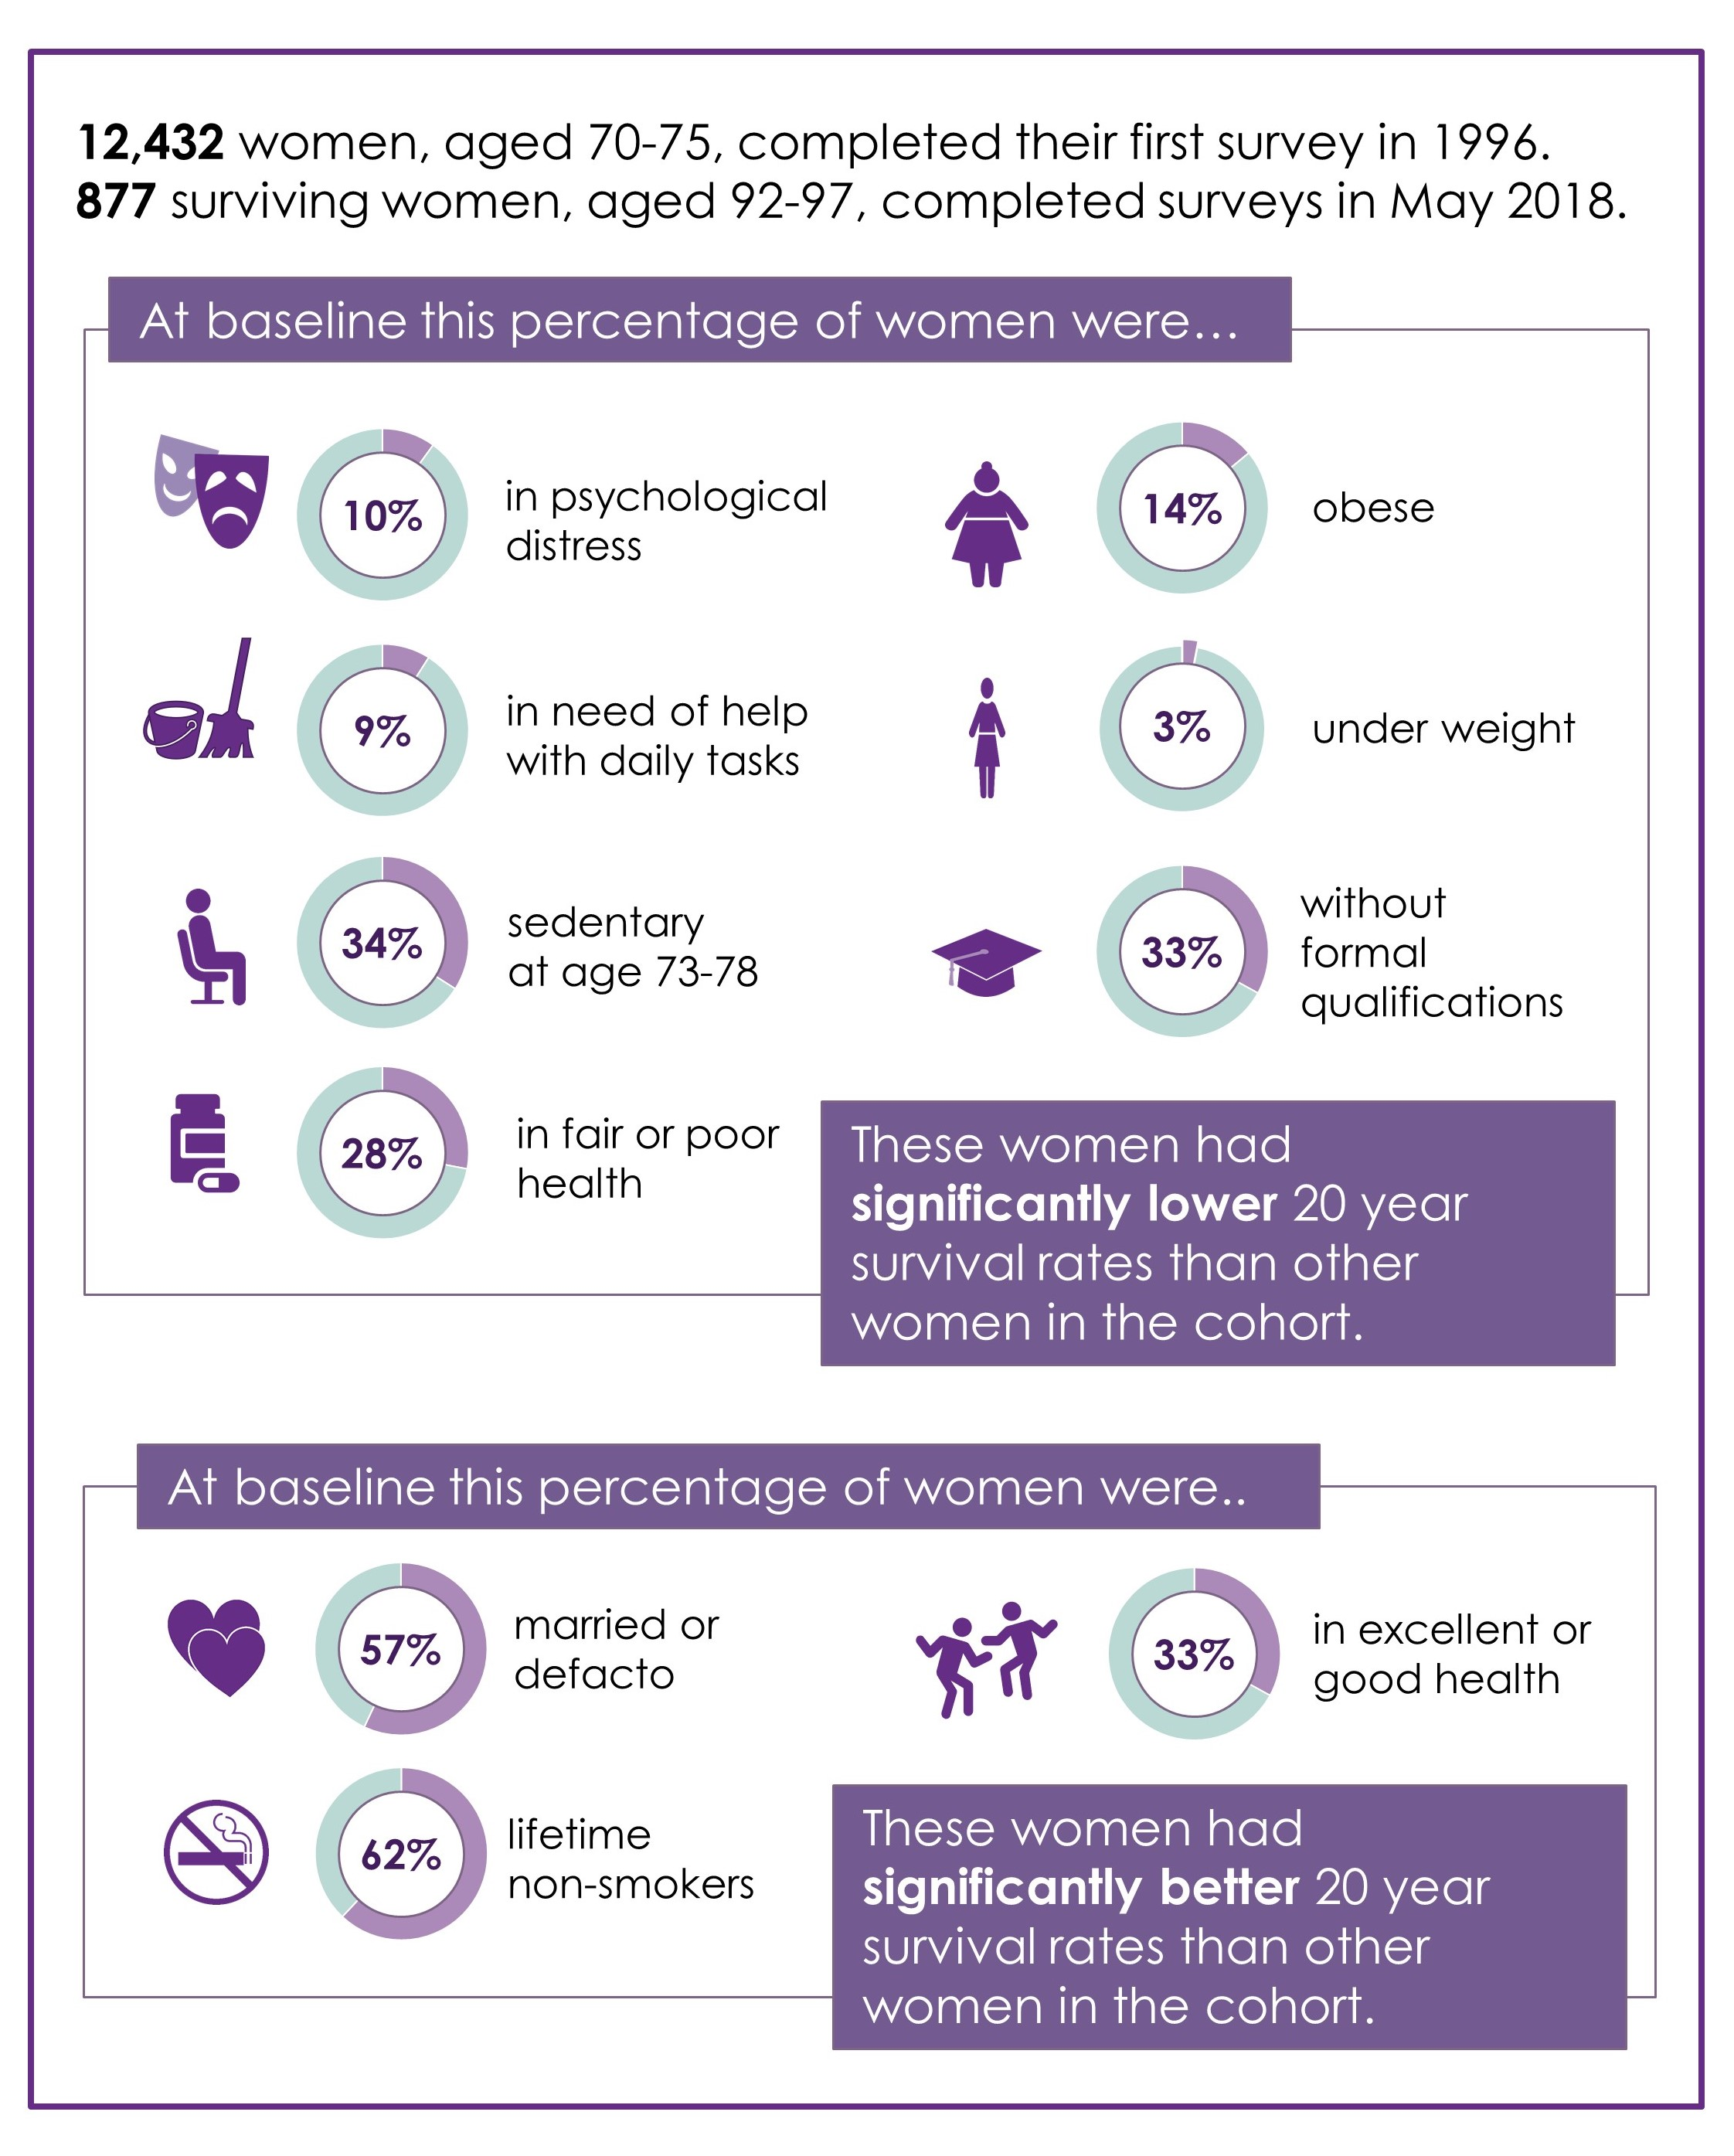 12,432 women, aged 70-75, completed their first survey in 1996.
877 surviving women, aged 92-97, completed surveys in May 2018.
At baseline this percentage of women were...
10%
in psychological
distress
14%
obese
9%
in need of help
with daily tasks
3%
under weight
34%
sedentary
at age 73-78
33%
without
formal
qualifications
28%
in fair or poor
health
These women had
significantly lower 20 year
survival rates than other
women in the cohort.
At baseline this percentage of women were..
57%
married or
defacto
33%
in excellent or
good health
62%
lifetime
non-smokers
These women had
significantly better 20 year
survival rates than other
women in the cohort.